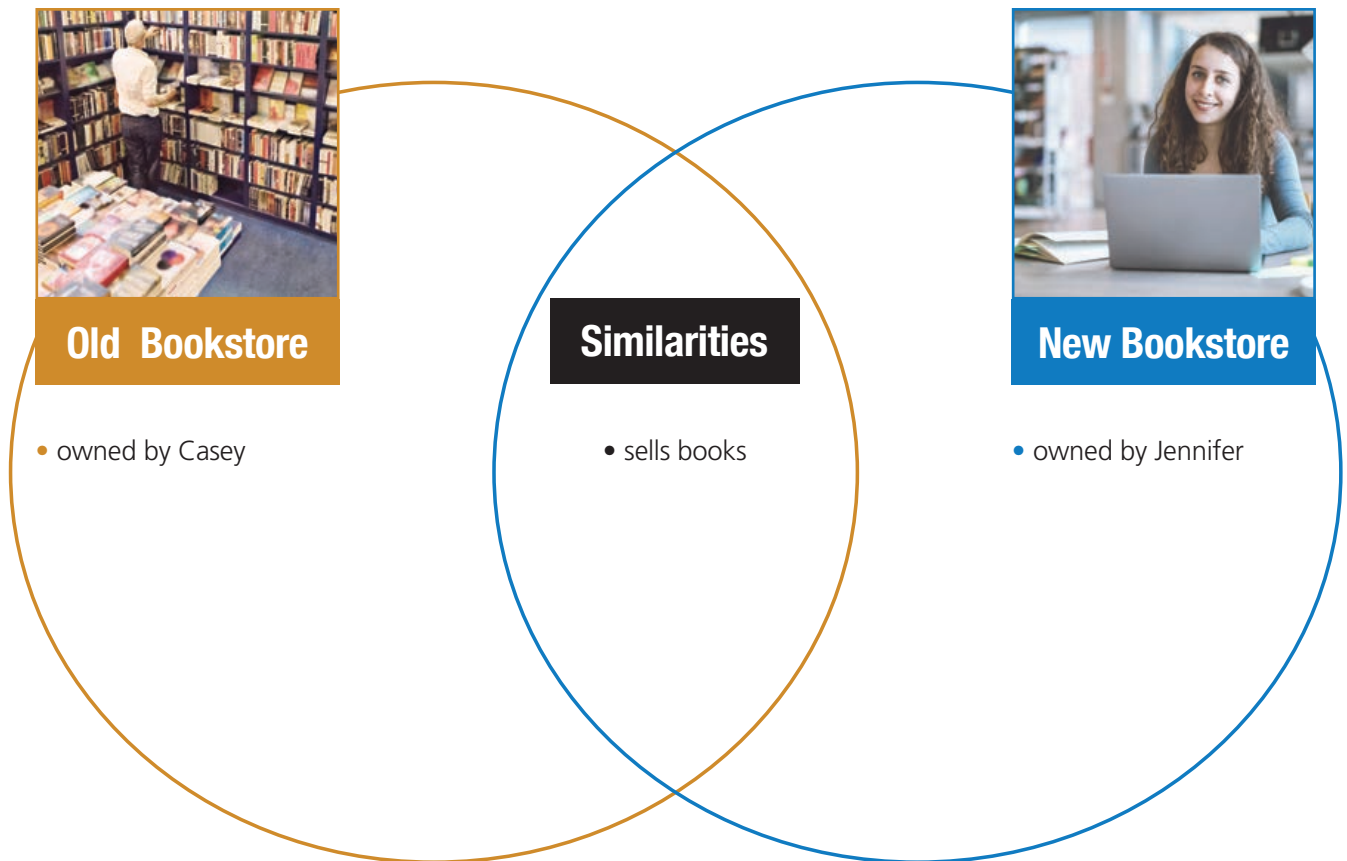 Old Bookstore
Similarities
New Bookstore
• owned by Casey
• sells books
• owned by Jennifer